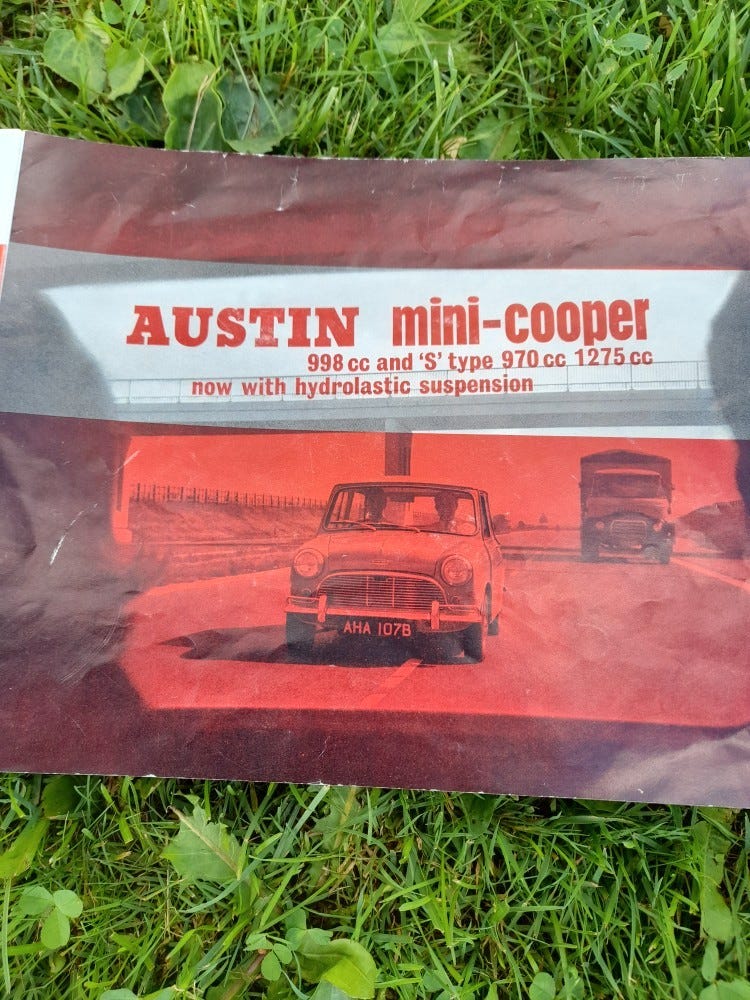 AUSTIN mini-cooper
998 cc and 'S' type 970 cc 1275 cc
now with hydrolastic suspension
AHA 107B